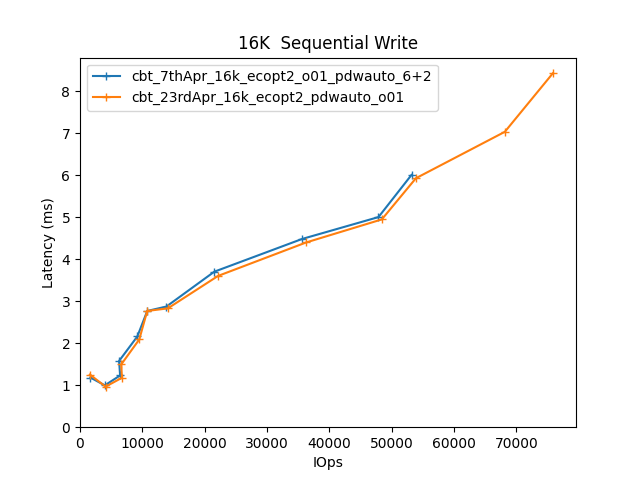 16K  Sequential Write
cbt_7thApr_16k_ecopt2_o01_pdwauto_6+2
cbt_23rdApr_16k_ecopt2_pdwauto_o01
Latency (ms)
8
7
6
5
4
3
2
1
0
0 10000 20000 30000 40000 50000 60000 70000
IOps